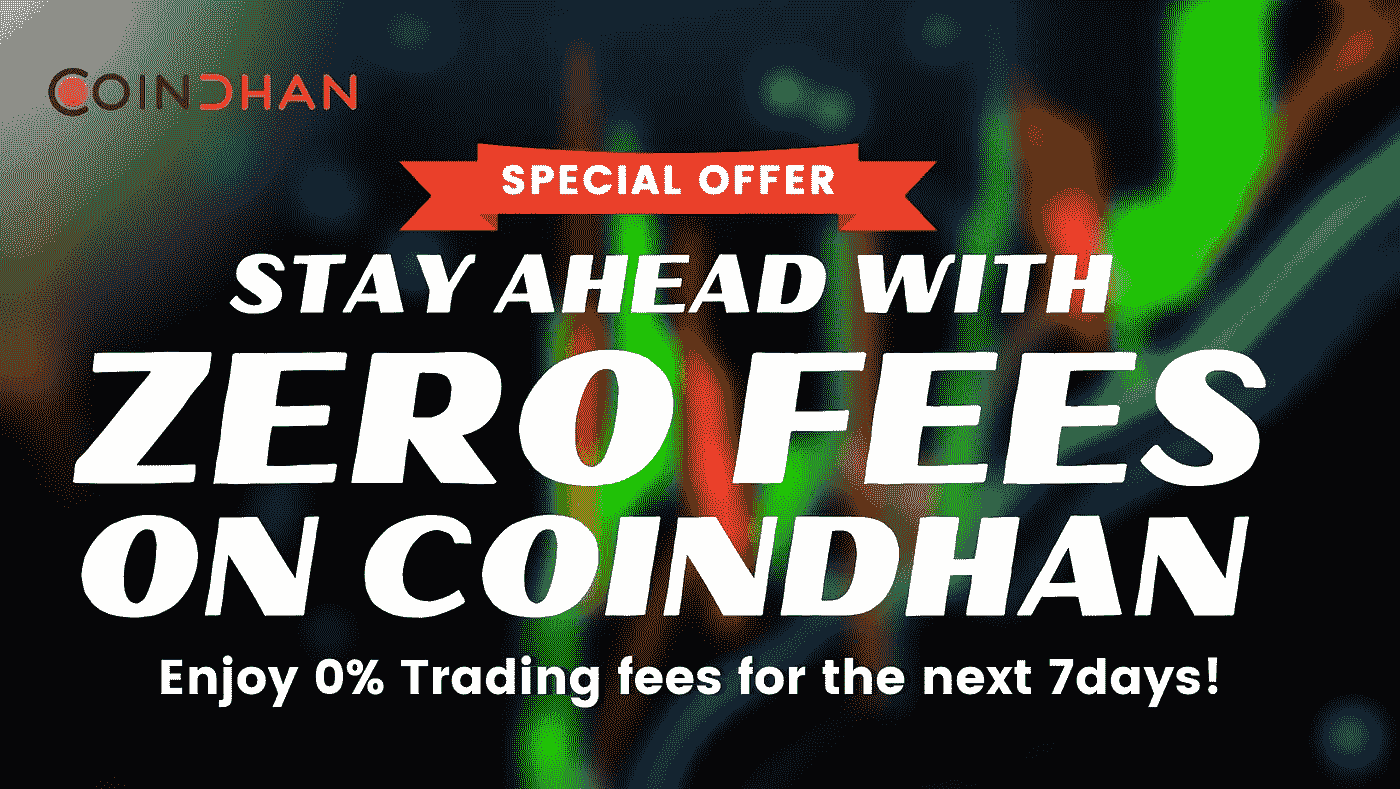 COINDHAN
SPECIAL OFFER
STAY AHEAD WITH
ZERO FEES
ON COINDHAN
Enjoy 0% Trading fees for the next 7days!